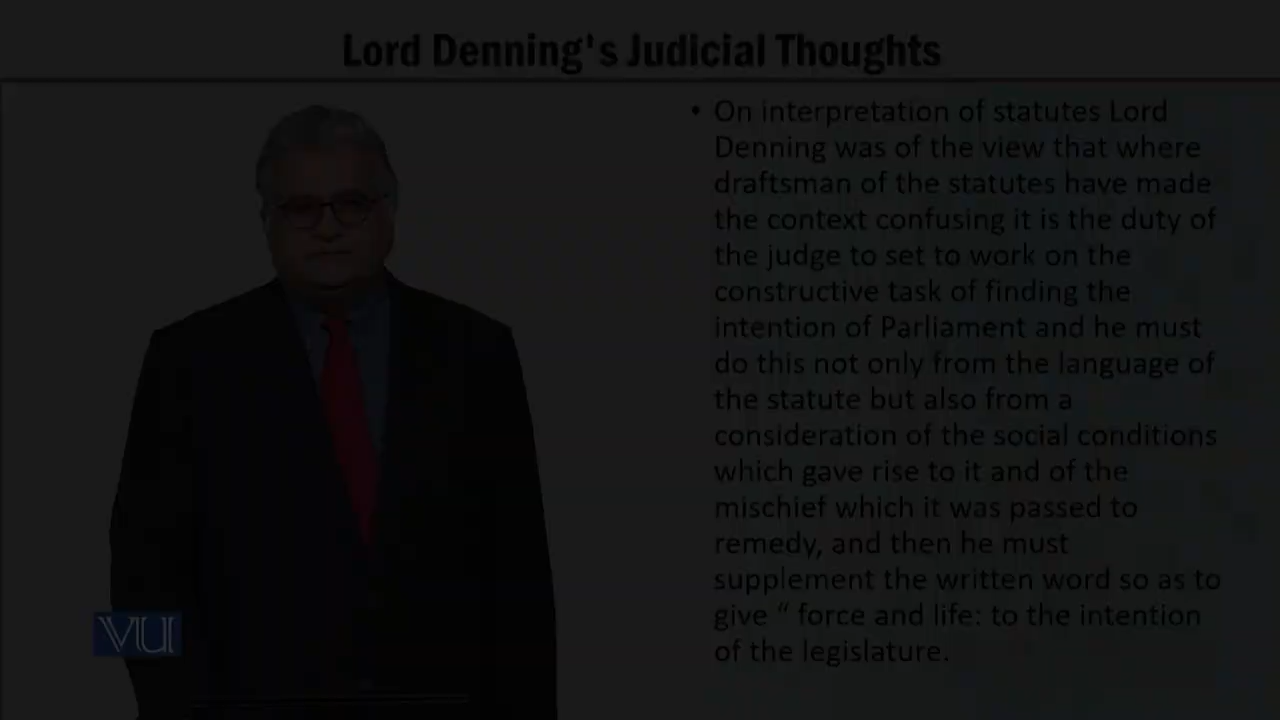 Lord Denning's Judicial Thoughts
• On interpretation of statutes Lord
Denning was of the view that where
draftsman of the statutes have made
the context confusing it is the duty of
the judge to set to work on the
constructive task of finding the
intention of Parliament and he must
do this not only from the language of
the statute but also from a
consideration of the social conditions
which gave rise to it and of the
mischief which it was passed to
remedy, and then he must
supplement the written word so as to
give “ force and life: to the intention
of the legislature.
VU